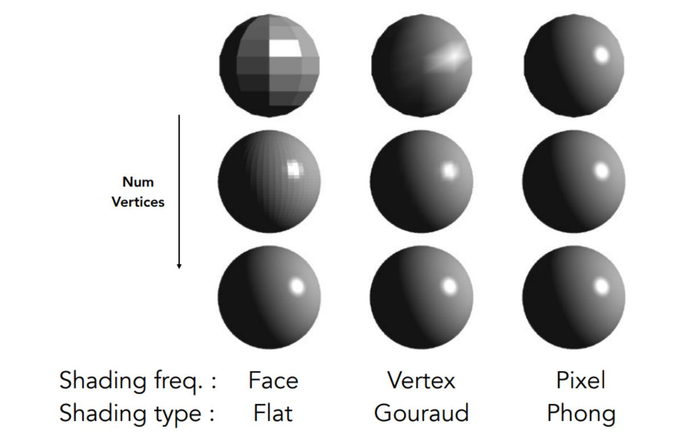 Num
Vertices
Shading freq. : Face Vertex Pixel
Shading type : Flat Gouraud Phong